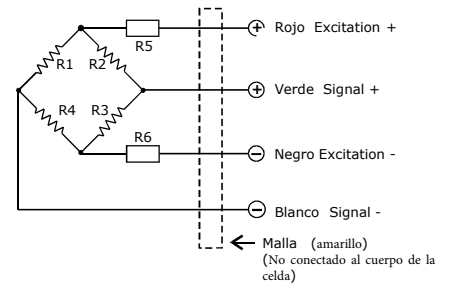 Rojo Excitation +
R5
R1
R2
Verde Signal +
R4
R3
R6
Negro Excitation -
Blanco Signal -
Malla (amarillo)
(No conectado al cuerpo de la
celda)